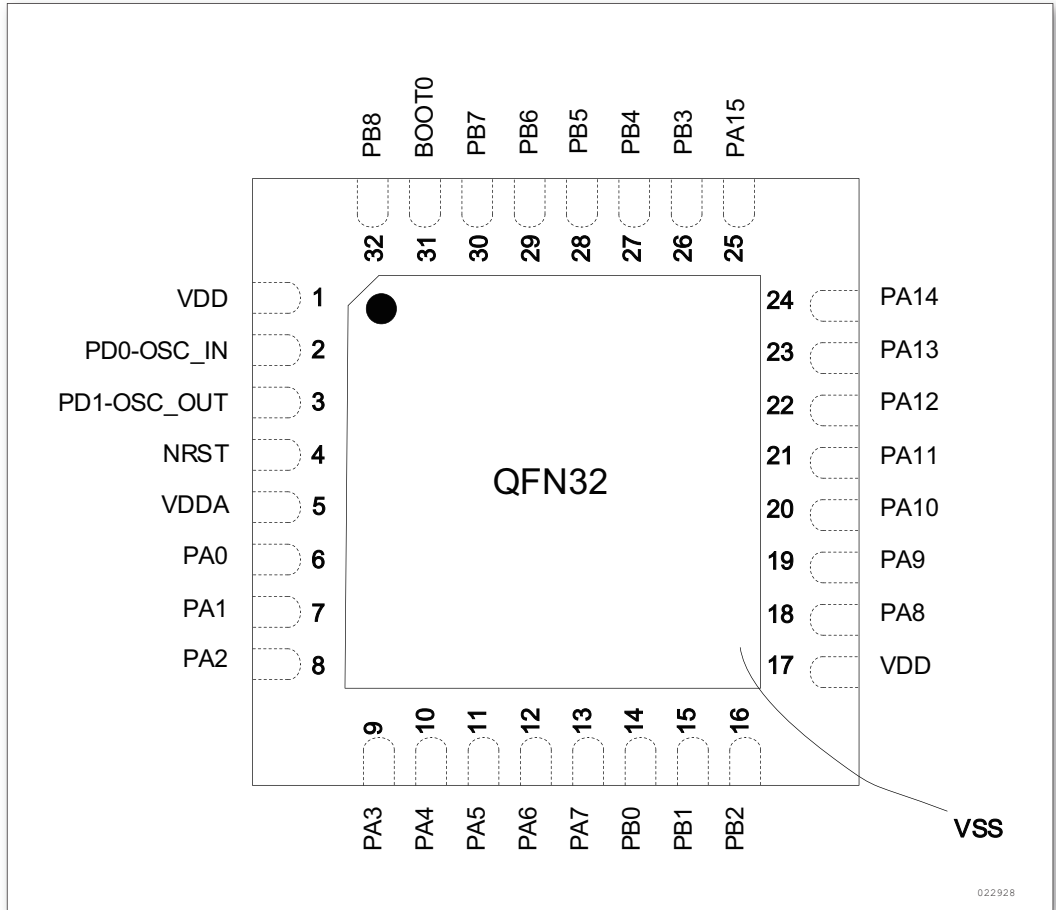 PB8
BOOT0
PB7
PB6
PB5
PB4
PB3
PA15
32
31
30
29
28
27
26
25
VDD 1
PD0-OSC_IN 2
PD1-OSC_OUT 3
NRST 4
VDDA 5
PA0 6
PA1 7
PA2 8
QFN32
24 PA14
23 PA13
22 PA12
21 PA11
20 PA10
19 PA9
18 PA8
17 VDD
9
10
11
12
13
14
15
16
PA3
PA4
PA5
PA6
PA7
PB0
PB1
PB2
VSS
022928